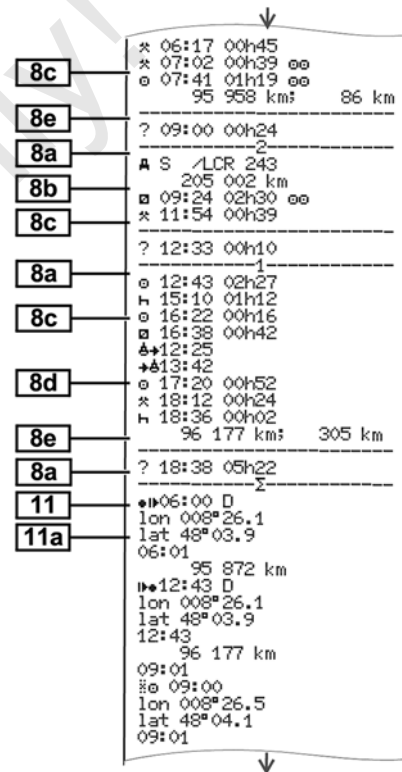 06:17 00h45
07:02 00h39
8c
07:41 01h19
95 958 km; 86 km
8e
? 09:00 00h24
8a
2
S /LCR 243
8b
205 002 km
09:24 02h30
8c
11:54 00h39
? 12:33 00h10
8a
1
12:43 02h27
15:10 01h12
8c
16:22 00h16
16:38 00h42
12:25
13:42
8d
17:20 00h52
18:12 00h24
18:36 00h02
8e
96 177 km; 305 km
8a
? 18:38 05h22
Σ
11
06:00 D
lon 008°26.1
11a
lat 48°03.9
06:01
95 872 km
12:43 D
lon 008°26.1
lat 48°03.9
12:43
96 177 km
09:01
09:00
lon 008°26.5
lat 48°04.1
09:01